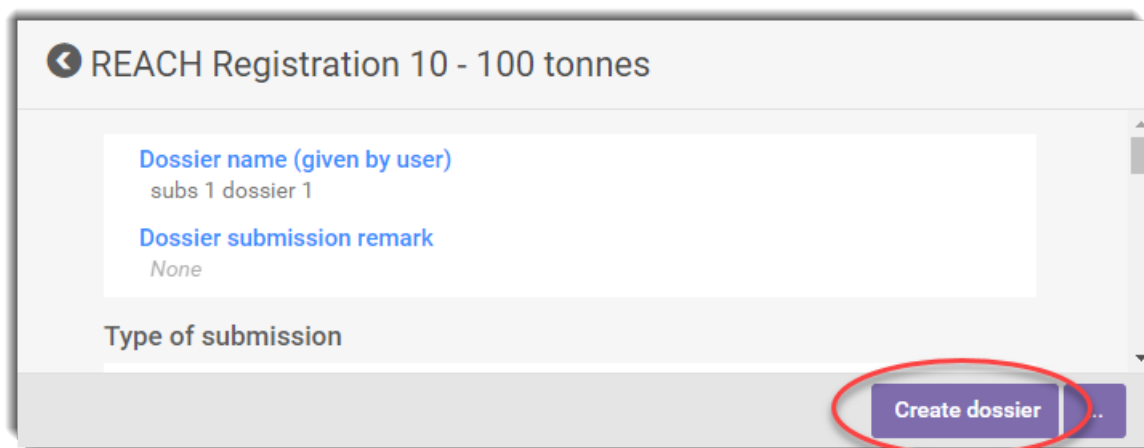 REACH Registration 10 - 100 tonnes
Dossier name (given by user)
subs 1 dossier 1
Dossier submission remark
None
Type of submission
Create dossier
..